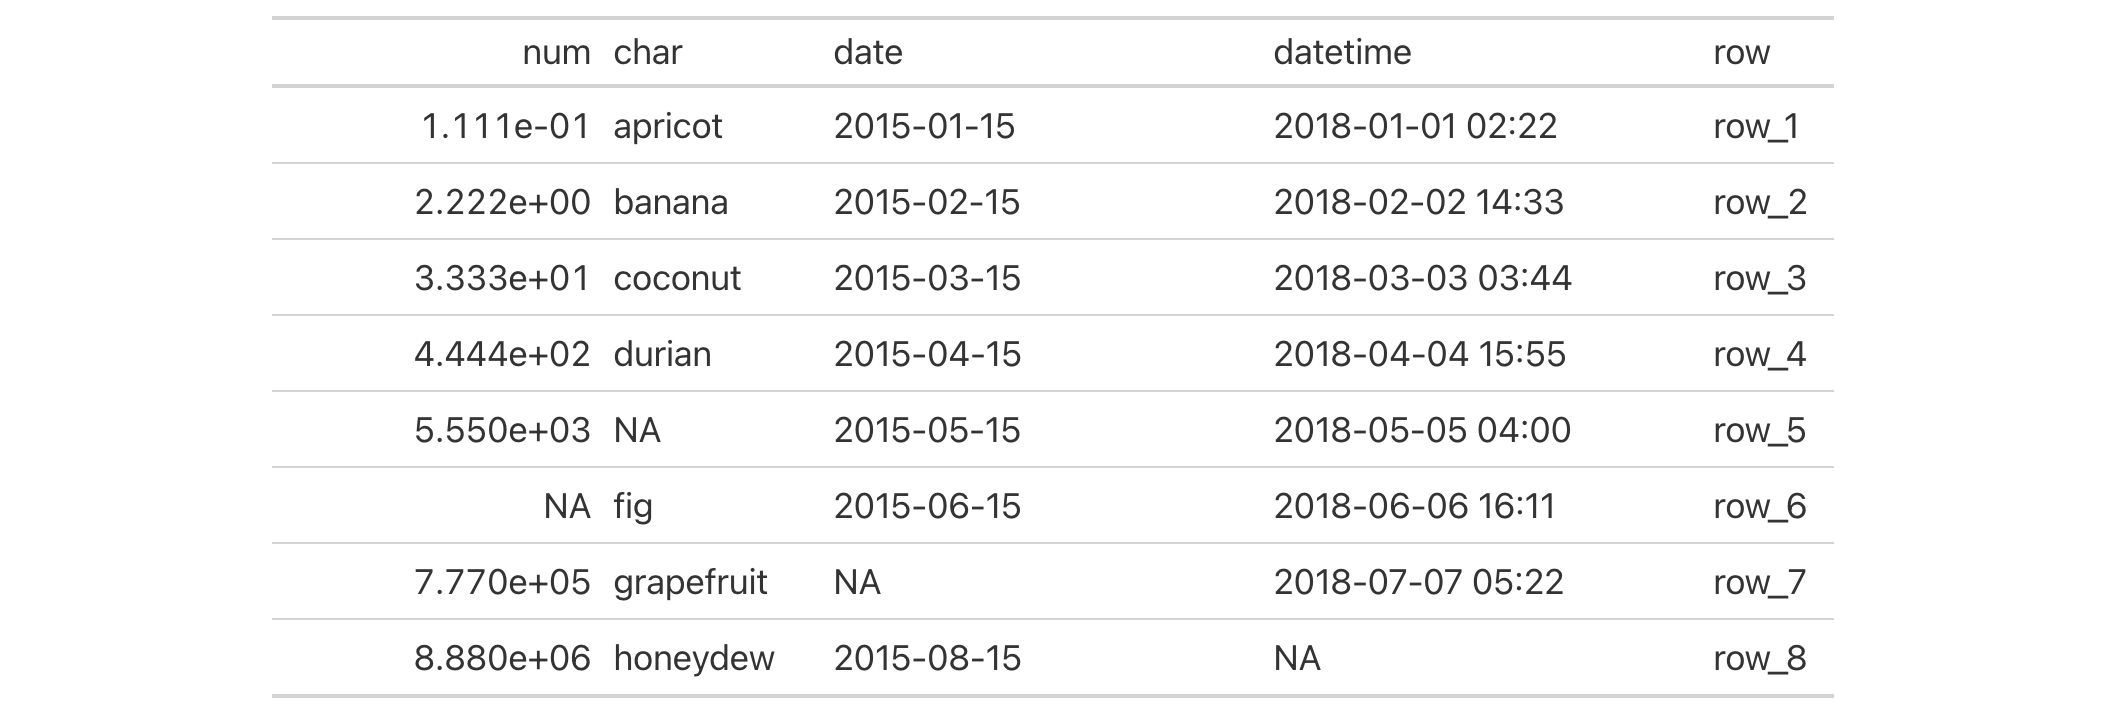 num char date datetime row
1.111e-01 apricot 2015-01-15 2018-01-01 02:22 row_1
2.222e+00 banana 2015-02-15 2018-02-02 14:33 row_2
3.333e+01 coconut 2015-03-15 2018-03-03 03:44 row_3
4.444e+02 durian 2015-04-15 2018-04-04 15:55 row_4
5.550e+03 NA 2015-05-15 2018-05-05 04:00 row_5
NA fig 2015-06-15 2018-06-06 16:11 row_6
7.770e+05 grapefruit NA 2018-07-07 05:22 row_7
8.880e+06 honeydew 2015-08-15 NA row_8